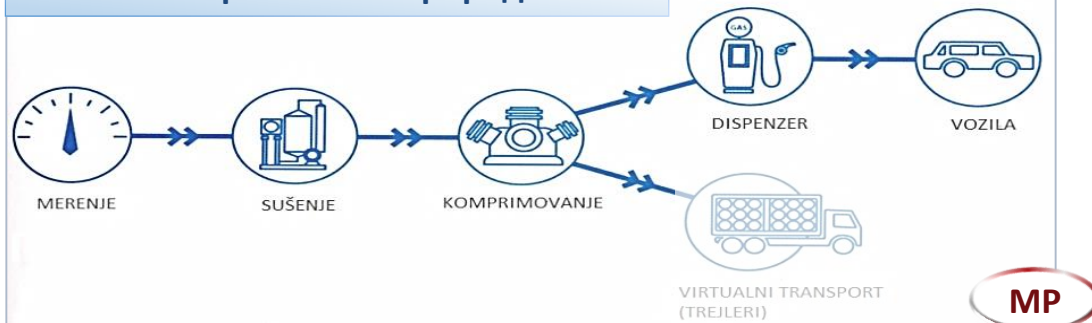 GAS
DISPENZER
VOZILA
MERENJE
SUŠENJE
KOMPRIMOVANJE
VIRTUALNI TRANSPORT
(TREJLERI)
MP